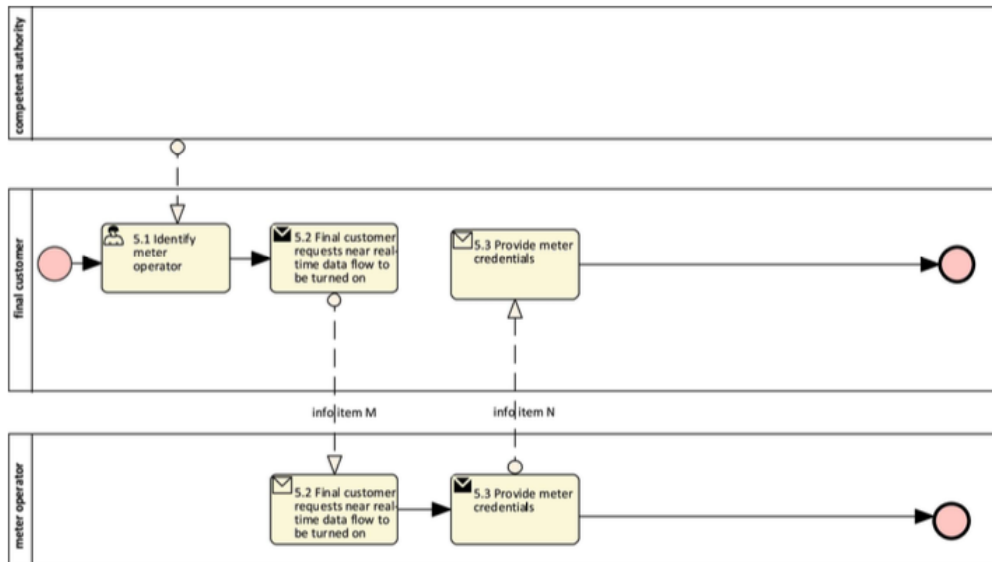 competent authority
final customer
5.1 Identify
meter
operator
5.2 Final customer
requests near real-
time data flow to
be turned on
5.3 Provide meter
credentials
info item M
info item N
meter operator
5.2 Final customer
requests near real-
time data flow to
be turned on
5.3 Provide meter
credentials